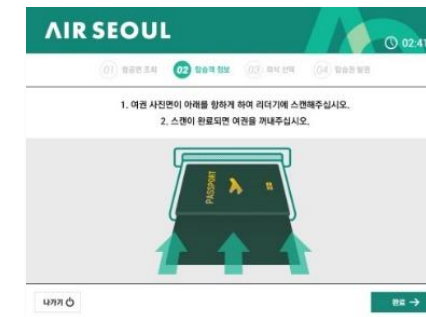 AIR SEOUL
02:41
01 항공편 조회 02 탑승객 정보 03 좌석 선택 04 탑승권 발권
1. 여권 사진면이 아래를 향하게 하여 리더기에 스캔해주십시오.
2. 스캔이 완료되면 여권을 꺼내주십시오.
PASSPORT
나가기
완료